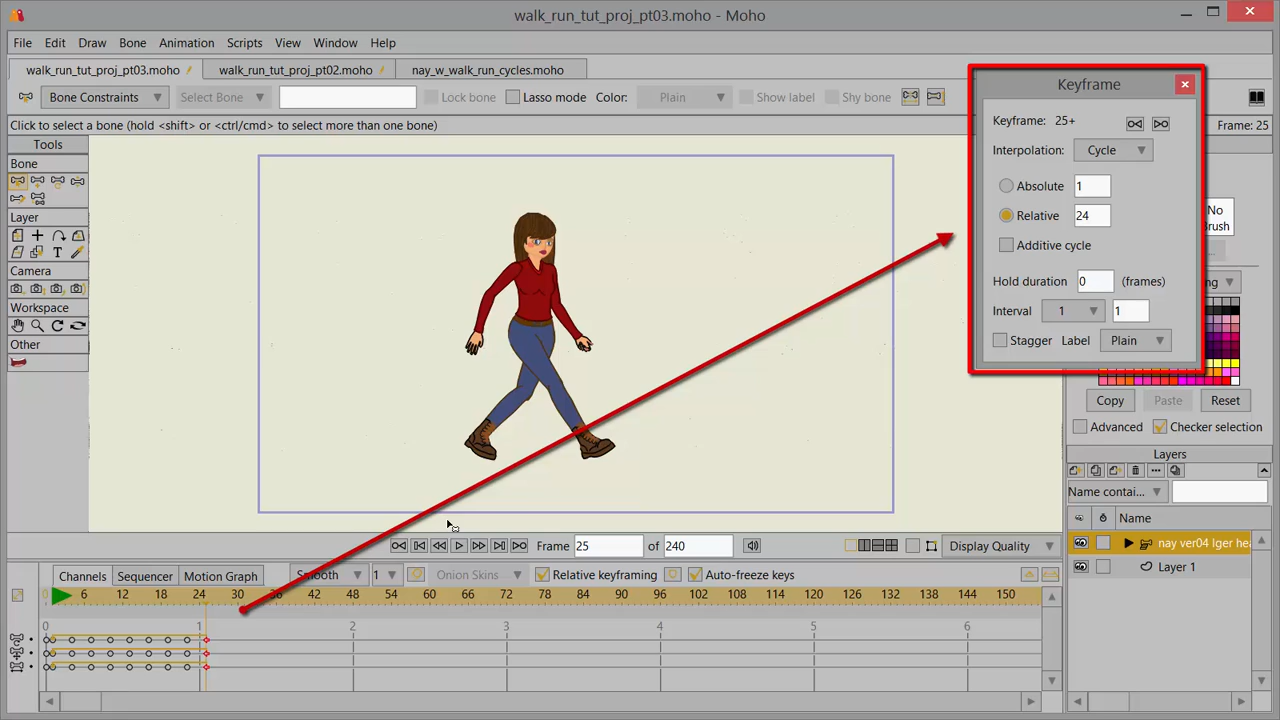 walk_run_tut_proj_pt03.moho - Moho
File Edit Draw Bone Animation Scripts View Window Help
walk_run_tut_proj_pt03.moho walk_run_tut_proj_pt02.moho nay_w_walk_run_cycles.moho
Bone Constraints Select Bone Lock bone Lasso mode Color: Plain Show label Shy bone
Click to select a bone (hold <shift> or <ctrl/cmd> to select more than one bone) Frame: 25
Keyframe
Keyframe: 25+
Interpolation: Cycle
Absolute 1
Relative 24
Additive cycle
Hold duration 0 (frames)
Interval 1 1
Stagger Label Plain
Tools
Bone
Layer
Camera
Workspace
Other
No
Brush
ng
Copy Paste Reset
Advanced Checker selection
Layers
Name contai...
Name
nay ver04 lger hea
Layer 1
Frame 25 of 240 Display Quality
Channels Sequencer Motion Graph Smooth 1 Onion Skins Relative keyframing Auto-freeze keys
0 6 12 18 24 30 36 42 48 54 60 66 72 78 84 90 96 102 108 114 120 126 132 138 144 150
0 1 2 3 4 5 6